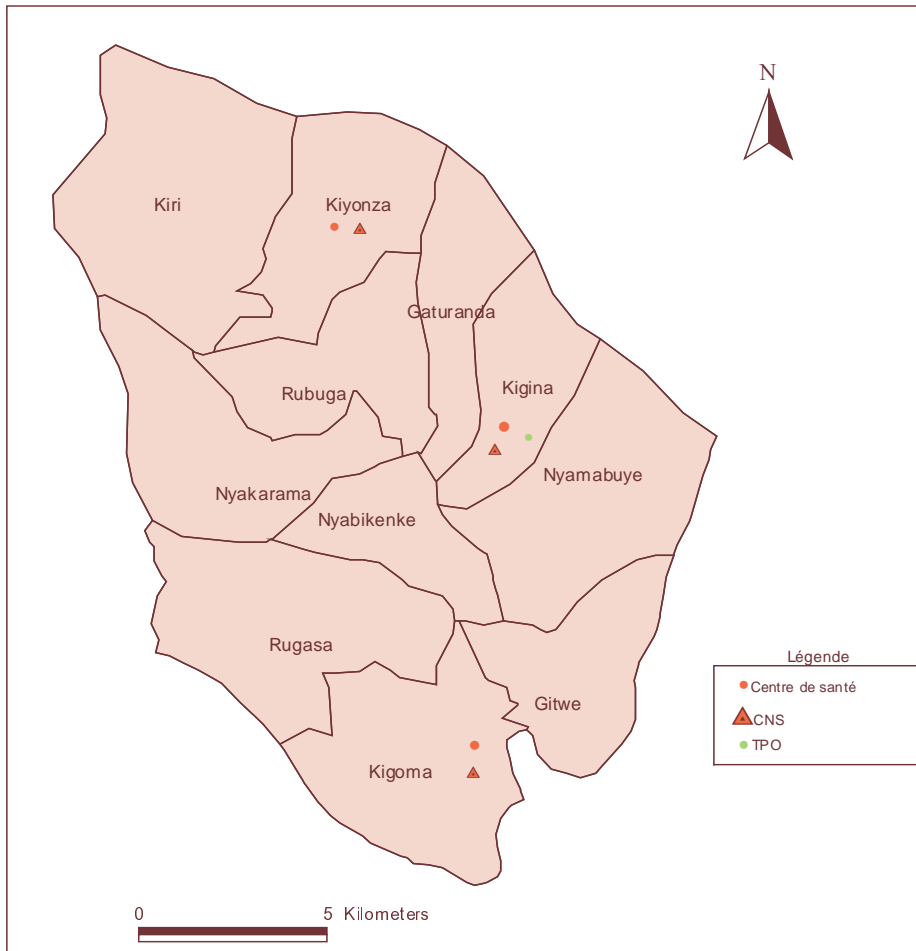 N
Kiri
Kiyonza
Gaturanda
Kigina
Rubuga
Nyamabuye
Nyakarama
Nyabikenke
Rugasa
Gitwe
Kigoma
Légende
Centre de santé
CNS
TPO
0 5 Kilometers